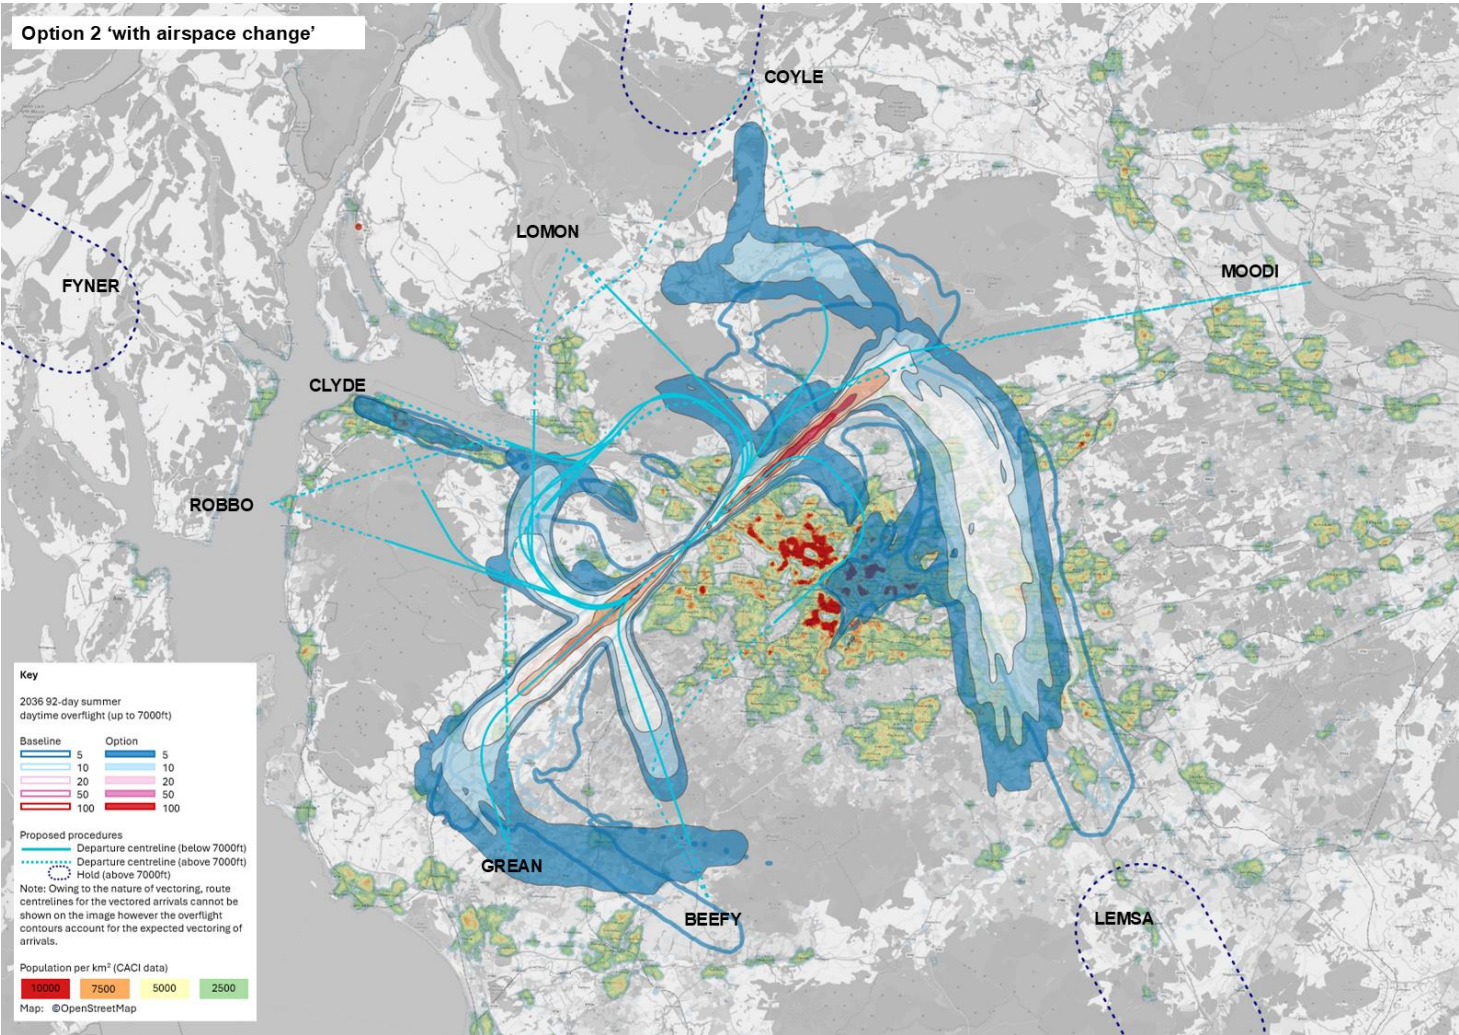 Option 2 ‘with airspace change’
COYLE
LOMON
MOODI
FYNER
CLYDE
ROBBO
GREAN
BEEFY
LEMSA
Key
2036 92-day summer
daytime overflight (up to 7000ft)
Baseline Option
5 5
10 10
20 20
50 50
100 100
Proposed procedures
Departure centreline (below 7000ft)
Departure centreline (above 7000ft)
Hold (above 7000ft)
Note: Owing to the nature of vectoring, route
centrelines for the vectored arrivals cannot be
shown on the image however the overflight
contours account for the expected vectoring of
arrivals.
Population per km² (CACI data)
10000 7500 5000 2500
Map: ©OpenStreetMap